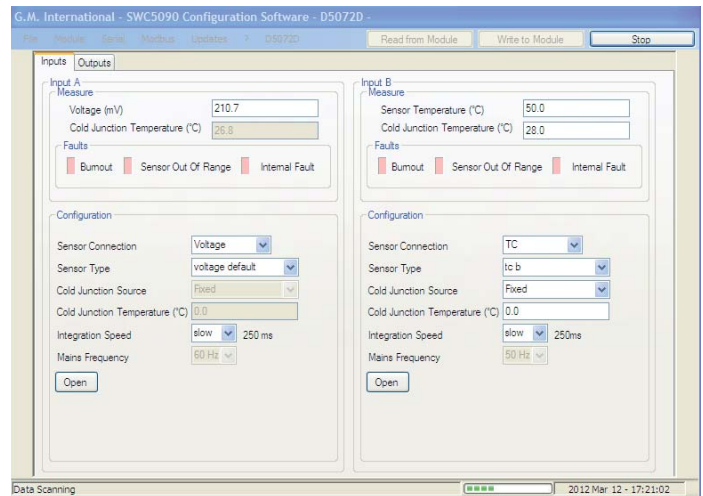 G.M. International - SWC5090 Configuration Software - D5072D -
File Module Serial Modbus Updates ? D5072D Read from Module Write to Module Stop
Inputs Outputs
Input A
Measure
Voltage (mV) 210.7
Cold Junction Temperature (°C) 26.8
Faults
Burnout Sensor Out Of Range Internal Fault
Configuration
Sensor Connection Voltage
Sensor Type voltage default
Cold Junction Source Fixed
Cold Junction Temperature (°C) 0.0
Integration Speed slow 250 ms
Mains Frequency 60 Hz
Open
Input B
Measure
Sensor Temperature (°C) 50.0
Cold Junction Temperature (°C) 28.0
Faults
Burnout Sensor Out Of Range Internal Fault
Configuration
Sensor Connection TC
Sensor Type tc b
Cold Junction Source Fixed
Cold Junction Temperature (°C) 0.0
Integration Speed slow 250ms
Mains Frequency 50 Hz
Open
Data Scanning 2012 Mar 12 - 17:21:02